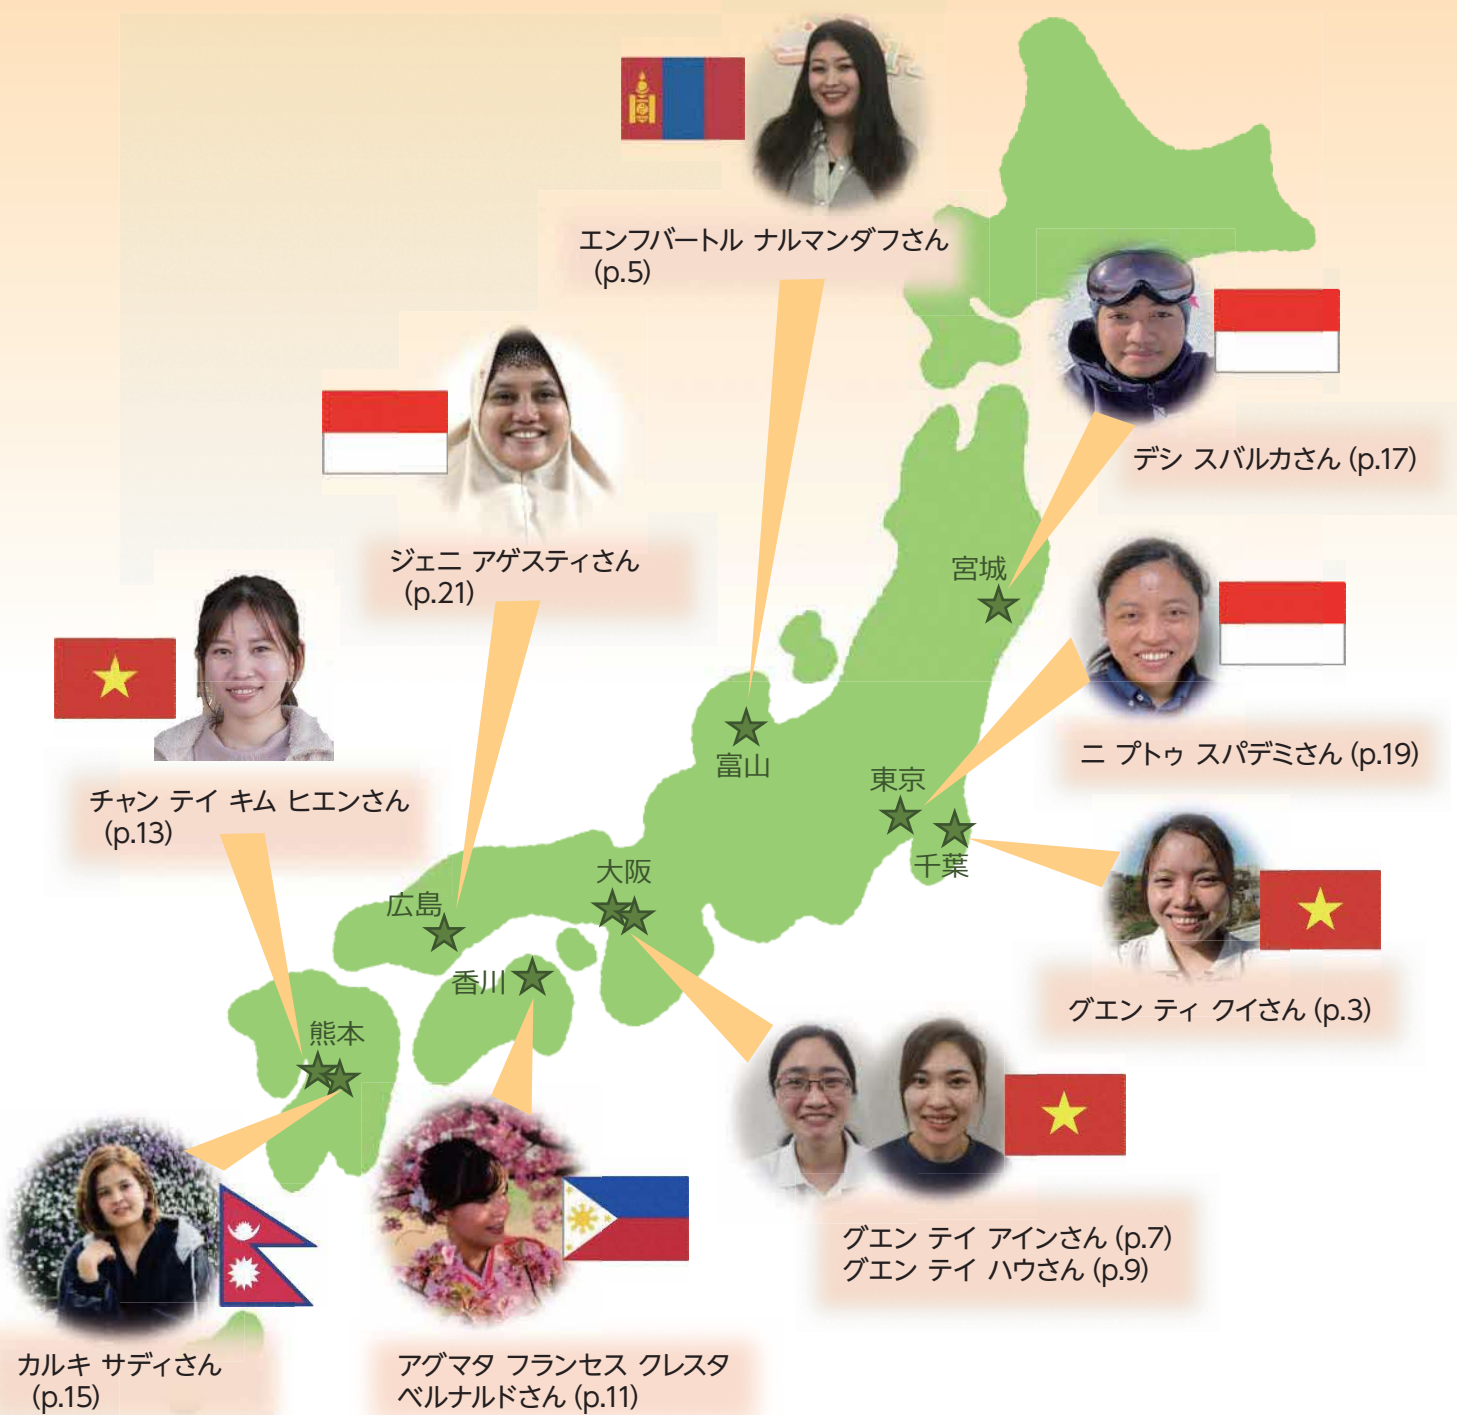 エンフバートル ナルマンダフさん
(p.5)
デシ スバルカさん (p.17)
ジェニ アゲスティさん
(p.21)
宮城
富山
ニ プトゥ スパデミさん (p.19)
チャン テイ キム ヒエンさん
(p.13)
東京
千葉
大阪
広島
香川
グエン ティ クイさん (p.3)
熊本
グエン テイ アインさん (p.7)
グエン テイ ハウさん (p.9)
カルキ サディさん
(p.15)
アグマタ フランセス クレスタ
ベルナルドさん (p.11)